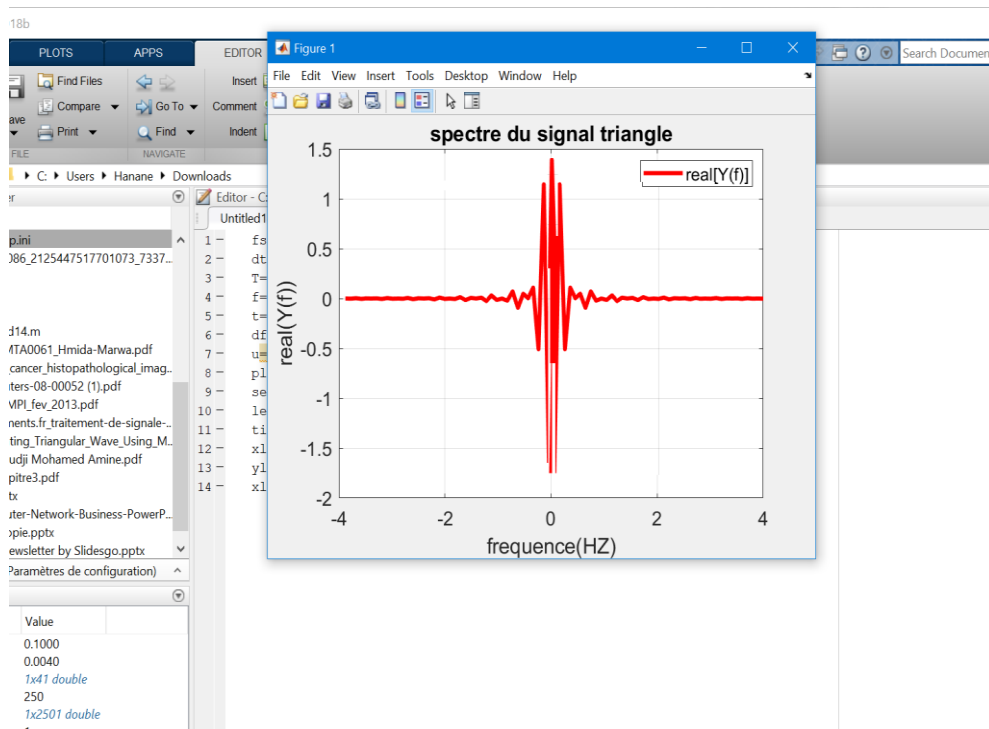 18b
PLOTS
APPS
EDITOR
Search Documen
Find Files
Compare
Print
Go To
Find
Insert
Comment
Indent
ave
FILE
NAVIGATE
C: Users Hanane Downloads
Figure 1
File Edit View Insert Tools Desktop Window Help
spectre du signal triangle
real[Y(f)]
1.5
1
0.5
0
-0.5
-1
-1.5
-2
real(Y(f))
-4 -2 0 2 4
frequence(HZ)
er
p.ini
086_2125447517701073_7337...
d14.m
MTA0061_Hmida-Marwa.pdf
_cancer_histopathological_imag...
uters-08-00052 (1).pdf
MPI_fev_2013.pdf
ments.fr_traitement-de-signale-..
ting_Triangular_Wave_Using_M...
udji Mohamed Amine.pdf
pitre3.pdf
tx
uter-Network-Business-PowerP...
opie.pptx
ewsletter by Slidesgo.pptx
Paramètres de configuration)
Value
0.1000
0.0040
1x41 double
250
1x2501 double
Editor - C:
Untitled1
1 – fs
2 – dt
3 – T=
4 – f=
5 – t=
6 – df
7 – u=
8 – pl
9 – se
10 – le
11 – ti
12 – xl
13 – yl
14 – xl